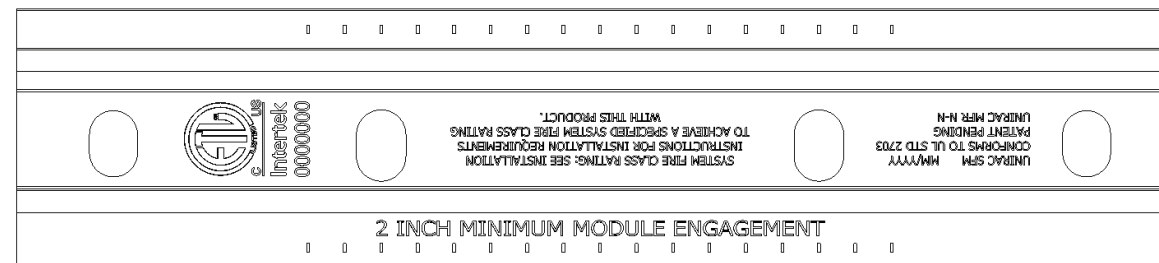 UNIRAC SFM MM/YYYY
CONFORMS TO UL STD 2703
PATENT PENDING
UNIRAC MFR N-N
SYSTEM FIRE CLASS RATING: SEE INSTALLATION
INSTRUCTIONS FOR INSTALLATION REQUIREMENTS
TO ACHIEVE A SPECIFIED SYSTEM FIRE CLASS RATING
WITH THIS PRODUCT.
C US
Intertek
0000000
2 INCH MINIMUM MODULE ENGAGEMENT